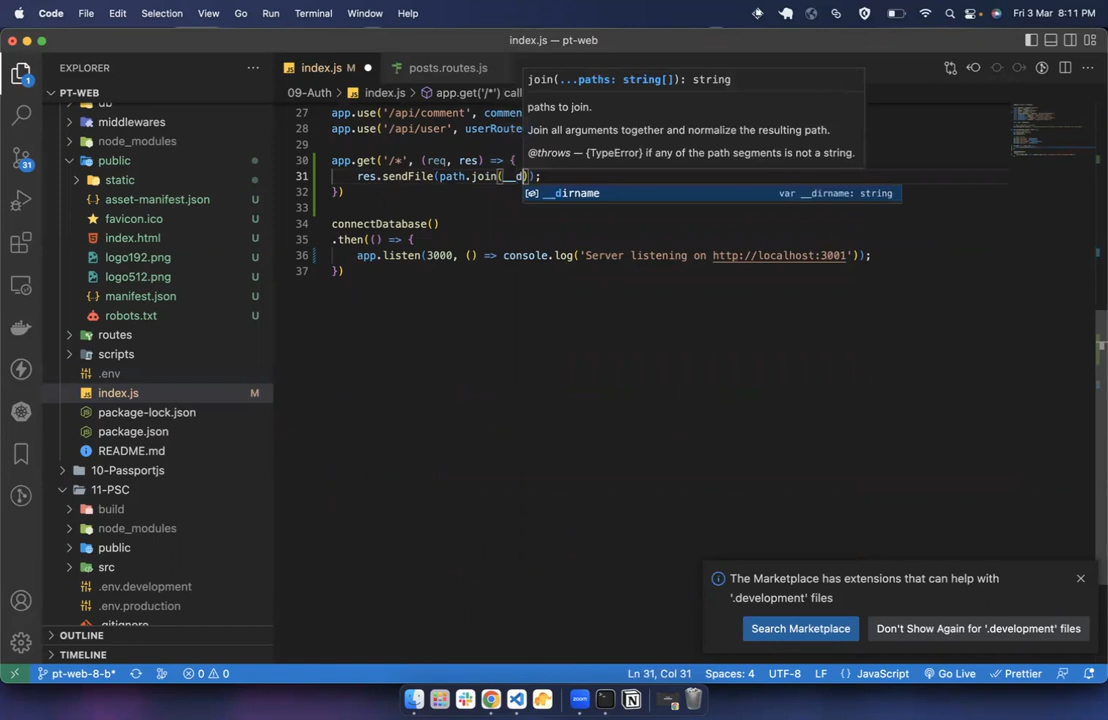 Code File Edit Selection View Go Run Terminal Window Help Fri 3 Mar 8:11 PM
index.js — pt-web
EXPLORER
PT-WEB
middlewares
node_modules
public
static
asset-manifest.json U
favicon.ico U
index.html U
logo192.png U
logo512.png U
manifest.json U
robots.txt U
routes
scripts
.env
index.js M
package-lock.json
package.json
README.md
10-Passportjs
11-PSC
build
node_modules
public
src
.env.development
.env.production
.gitignore
OUTLINE
TIMELINE
index.js M
posts.routes.js
09-Auth index.js app.get('/*') call
27 app.use('/api/comment', comme
28 app.use('/api/user', userRoute
29
30 app.get('/*', (req, res) => {
31 res.sendFile(path.join(__d));
32 })
33
34 connectDatabase()
35 .then(() => {
36 app.listen(3000, () => console.log('Server listening on http://localhost:3001'));
37 })
join(...paths: string[]): string
paths to join.
Join all arguments together and normalize the resulting path.
@throws — {TypeError} if any of the path segments is not a string.
__dirname var __dirname: string
The Marketplace has extensions that can help with
'.development' files
Search Marketplace
Don't Show Again for '.development' files
1
31
pt-web-8-b* 0 0 Ln 31, Col 31 Spaces: 4 UTF-8 LF JavaScript Go Live Prettier
zoom